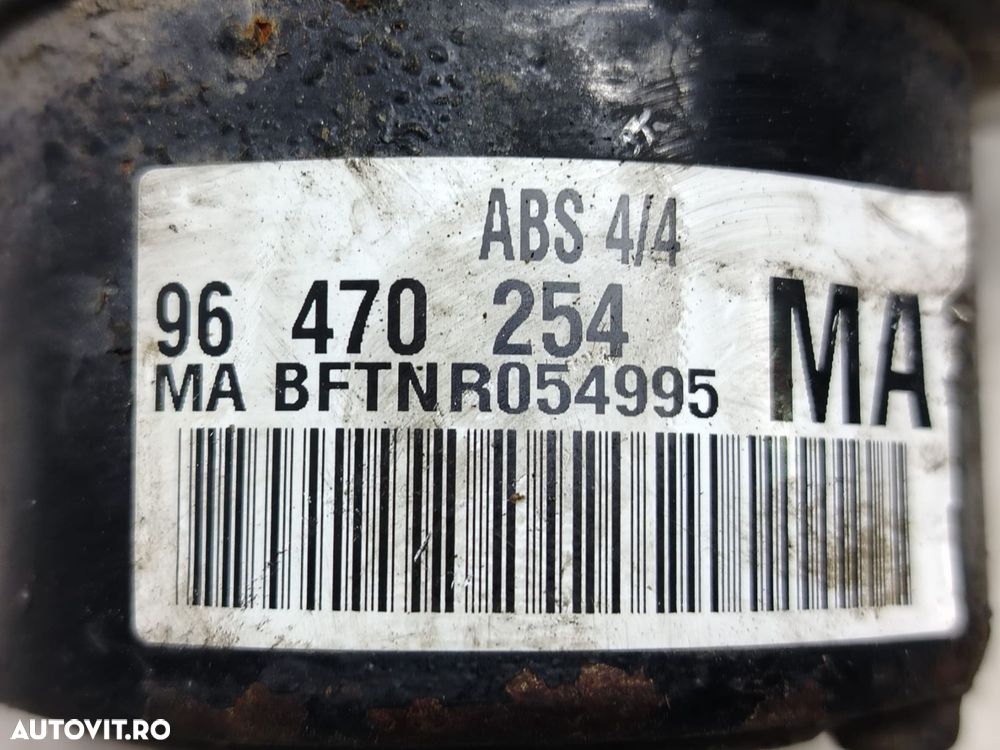 ABS 4/4
96 470 254
MA BFTNR054995
MA
AUTOVIT.RO